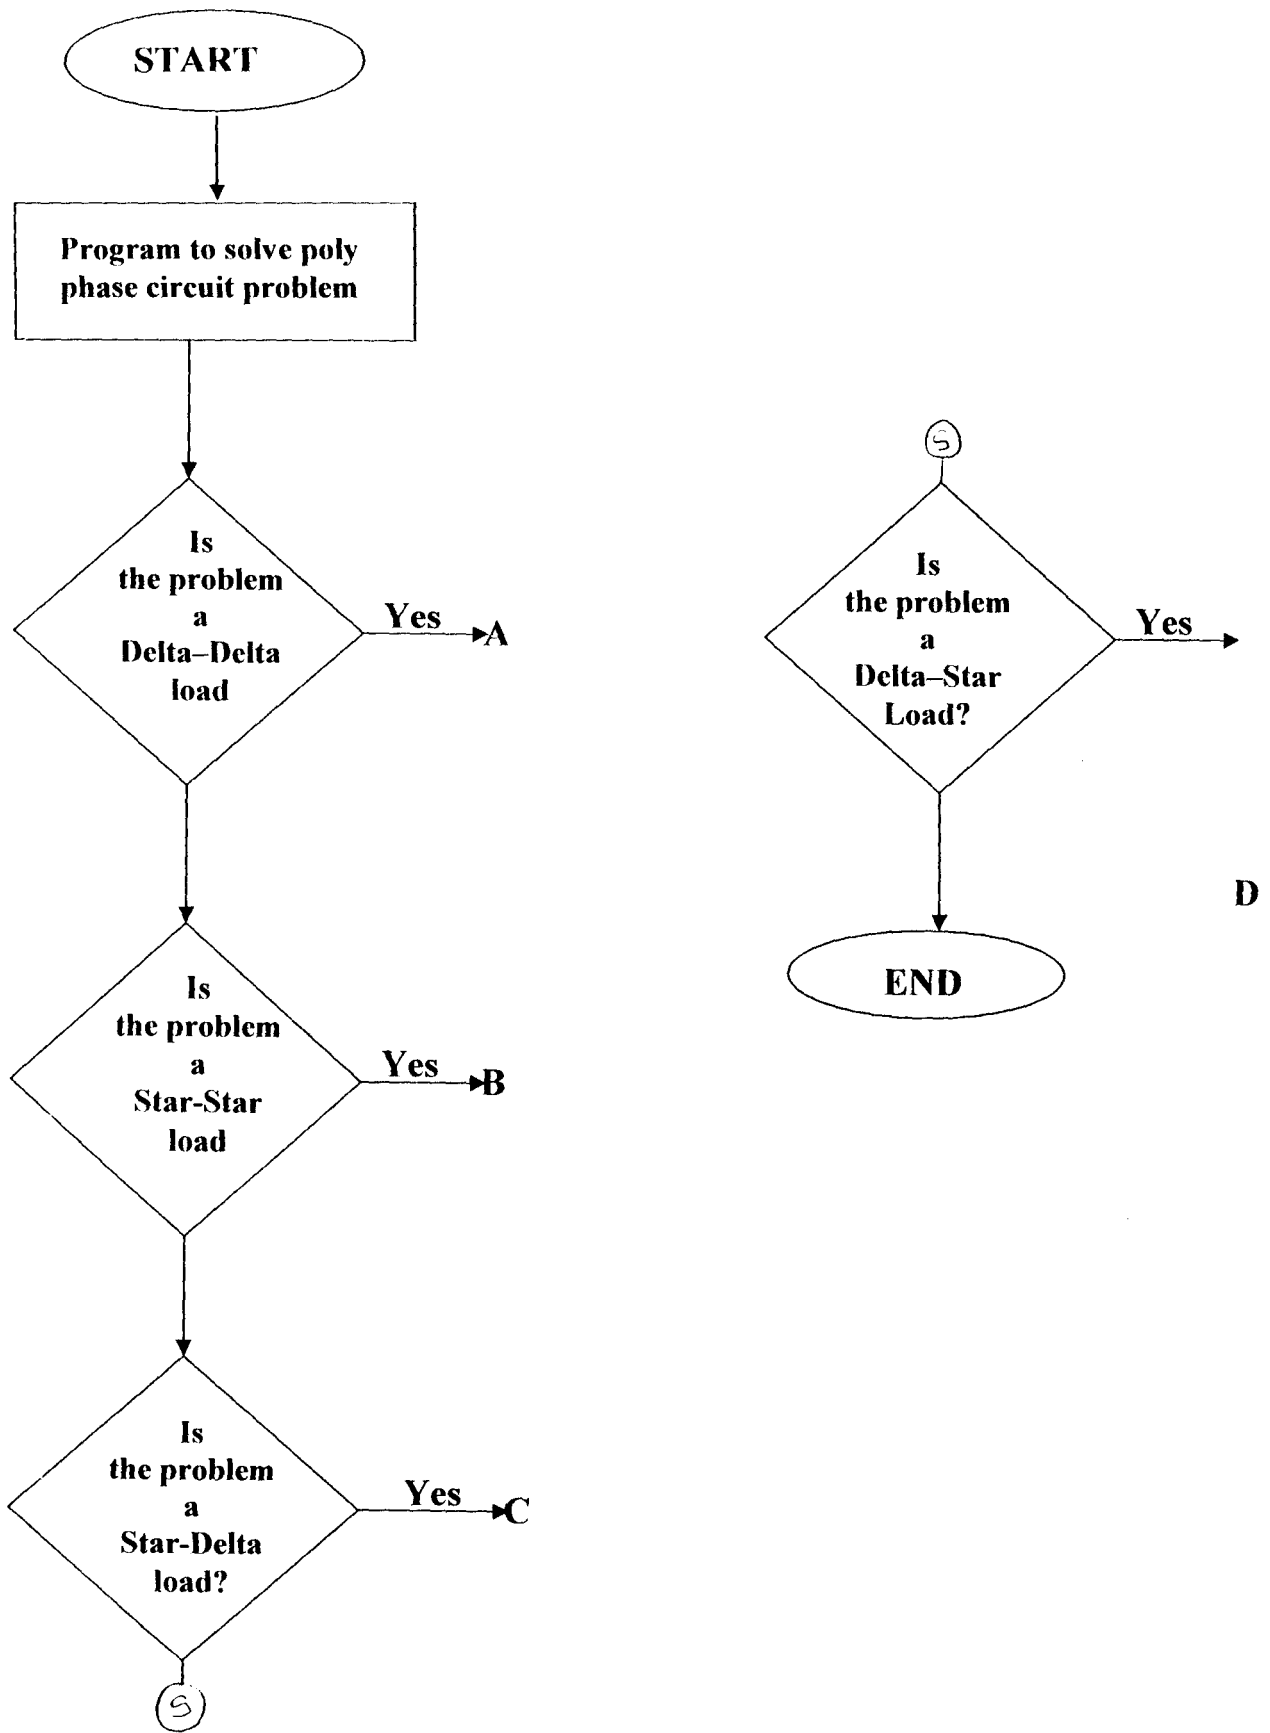 START
Program to solve poly
phase circuit problem
Is
the problem
a
Delta–Delta
load
Yes
A
Is
the problem
a
Star-Star
load
Yes
B
Is
the problem
a
Star-Delta
load?
Yes
C
S
S
Is
the problem
a
Delta–Star
Load?
Yes
D
END